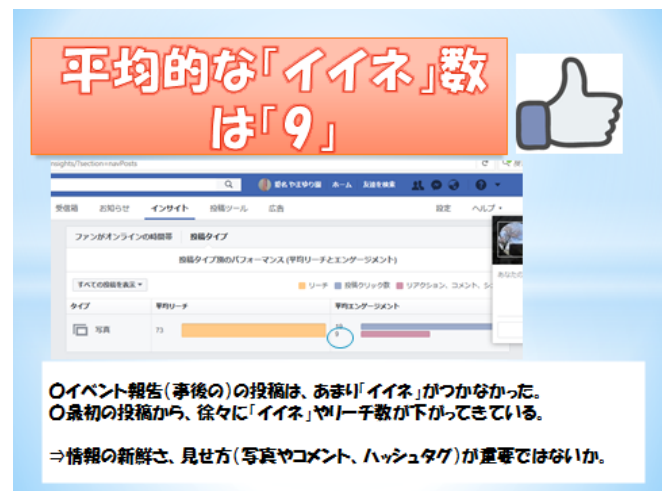 平均的な「イイネ」数
は「9」
insights/?section=navPosts
ホーム 友達を検索
受信箱 お知らせ インサイト 投稿ツール 広告 設定 ヘルプ
ファンがオンラインの時間帯 投稿タイプ
投稿タイプ別のパフォーマンス (平均リーチとエンゲージメント)
すべての投稿を表示 リーチ 投稿クリック数 リアクション、コメント、シ
タイプ 平均リーチ 平均エンゲージメント
写真 73
9
あなたの
○イベント報告(事後の)の投稿は、あまり「イイネ」がつかなかった。
○最初の投稿から、徐々に「イイネ」やリーチ数が下がってきている。
⇒情報の新鮮さ、見せ方(写真やコメント、ハッシュタグ)が重要ではないか。